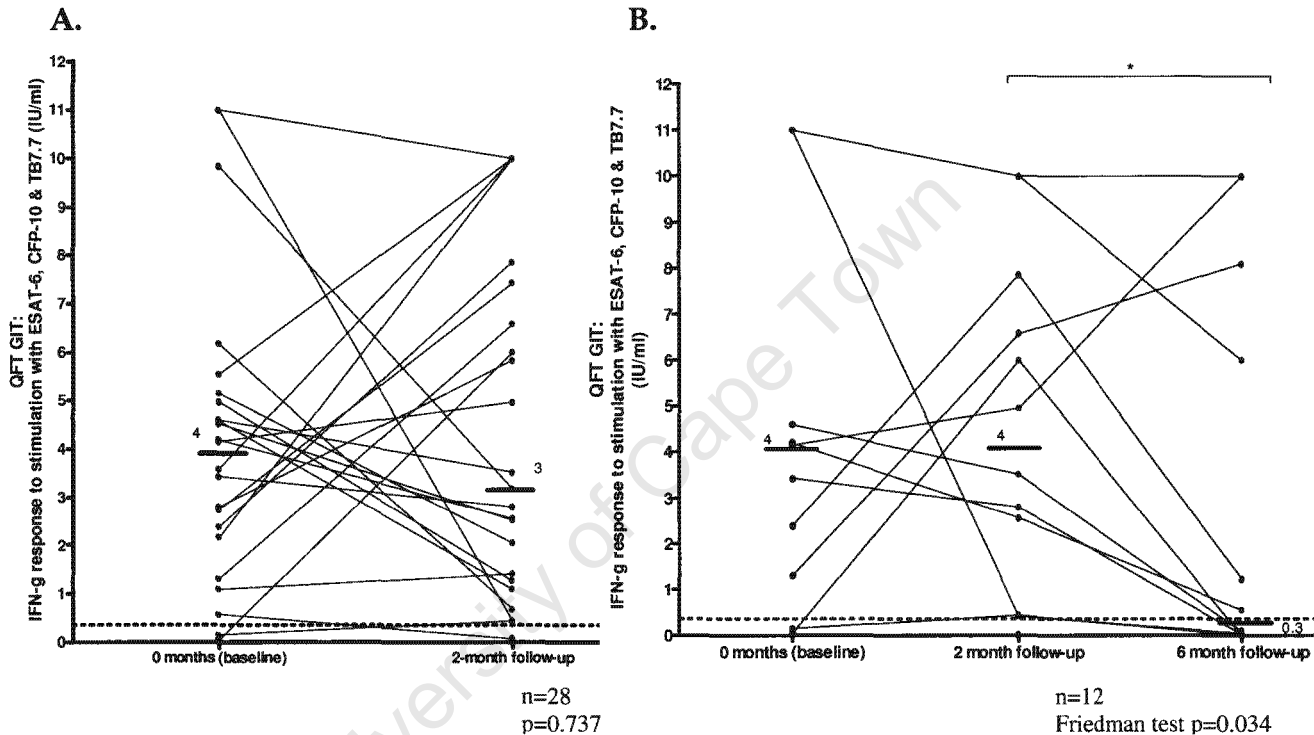 A.
QFT GIT:
IFN-g response to stimulation with ESAT-6, CFP-10 & TB7.7 (IU/ml)
12
11
10
9
8
7
6
5
4
3
2
1
0
4
3
0 months (baseline)
2-month follow-up
n=28
p=0.737
B.
QFT GIT:
IFN-g response to stimulation with ESAT-6, CFP-10 & TB7.7
(IU/ml)
12
11
10
9
8
7
6
5
4
3
2
1
0
*
4
4
0.3
0 months (baseline)
2 month follow-up
6 month follow-up
n=12
Friedman test p=0.034
University of Cape Town